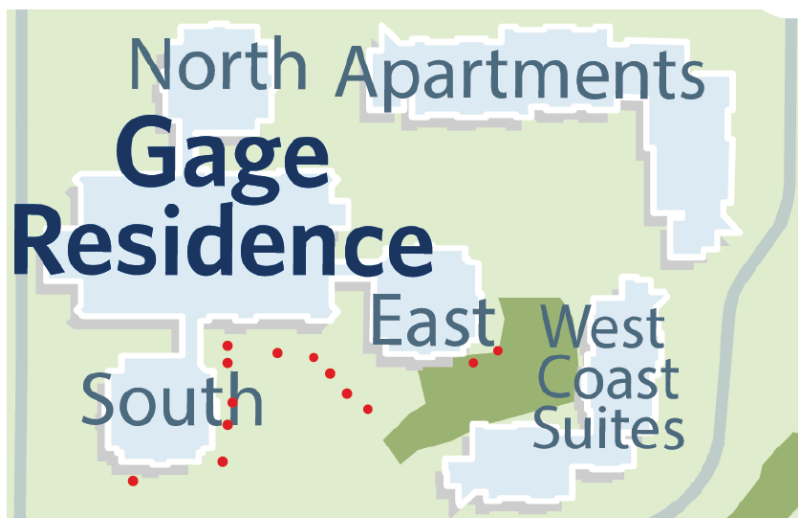 North
Apartments
Gage
Residence
East
South
West
Coast
Suites